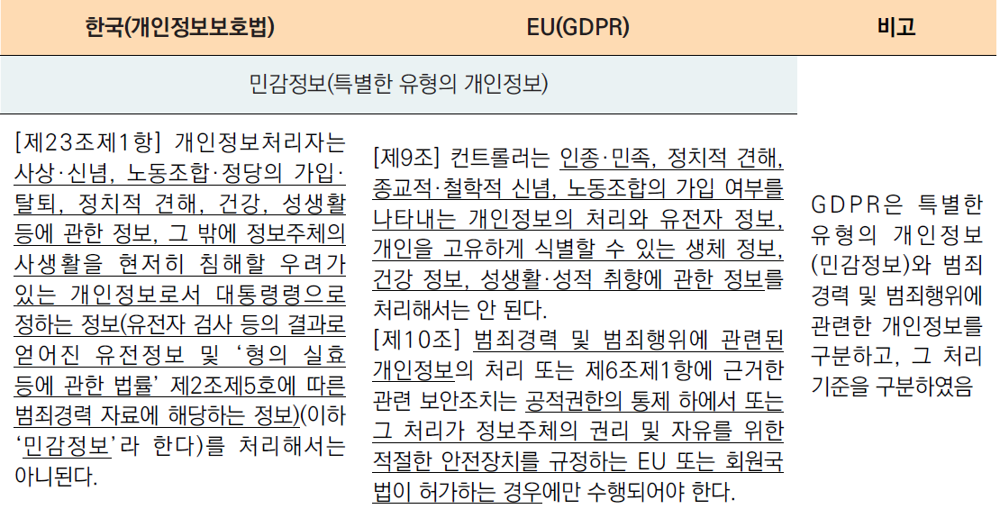 한국(개인정보보호법)
EU(GDPR)
비고
민감정보(특별한 유형의 개인정보)
[제23조제1항] 개인정보처리자는
사상·신념, 노동조합·정당의 가입·
탈퇴, 정치적 견해, 건강, 성생활
등에 관한 정보, 그 밖에 정보주체의
사생활을 현저히 침해할 우려가
있는 개인정보로서 대통령령으로
정하는 정보(유전자 검사 등의 결과로
얻어진 유전정보 및 ‘형의 실효
등에 관한 법률’ 제2조제5호에 따른
범죄경력 자료에 해당하는 정보)(이하
‘민감정보’라 한다)를 처리해서는
아니된다.
[제9조] 컨트롤러는 인종·민족, 정치적 견해,
종교적·철학적 신념, 노동조합의 가입 여부를
나타내는 개인정보의 처리와 유전자 정보,
개인을 고유하게 식별할 수 있는 생체 정보,
건강 정보, 성생활·성적 취향에 관한 정보를
처리해서는 안 된다.
[제10조] 범죄경력 및 범죄행위에 관련된
개인정보의 처리 또는 제6조제1항에 근거한
관련 보안조치는 공적권한의 통제 하에서 또는
그 처리가 정보주체의 권리 및 자유를 위한
적절한 안전장치를 규정하는 EU 또는 회원국
법이 허가하는 경우에만 수행되어야 한다.
GDPR은 특별한
유형의 개인정보
(민감정보)와 범죄
경력 및 범죄행위에
관련한 개인정보를
구분하고, 그 처리
기준을 구분하였음